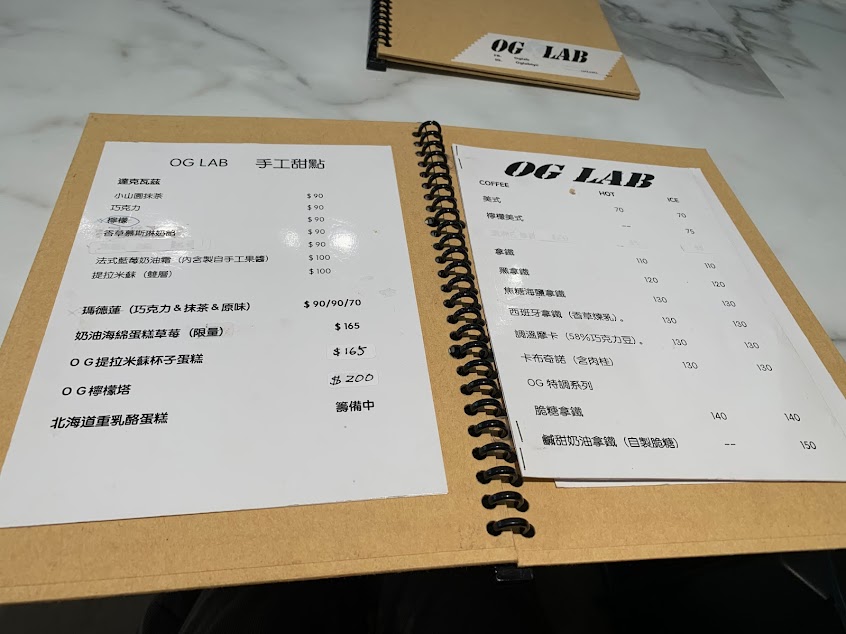 OG LAB
OG LAB 手工甜點
達克瓦茲
小山園抹茶 $ 90
巧克力 $ 90
檸檬 $ 90
香草慕斯琳奶酪 $ 90
$ 90
法式藍莓奶油霜（內含製自手工果醬） $ 100
提拉米蘇（雙層） $ 100
瑪德蓮（巧克力＆抹茶＆原味） $ 90/90/70
奶油海綿蛋糕草莓（限量） $ 165
ＯＧ提拉米蘇杯子蛋糕 $165
ＯＧ檸檬塔 $200
北海道重乳酪蛋糕 籌備中
OG LAB
COFFEE HOT ICE
美式 70 70
檸檬美式 -- 75
拿鐵 110 110
黑拿鐵 120 120
焦糖海鹽拿鐵 130 130
西班牙拿鐵（香草煉乳）。 130 130
調溫摩卡（58%巧克力豆）。 130 130
卡布奇諾（含肉桂） 130 130
OG 特調系列
脆糖拿鐵 140 140
鹹甜奶油拿鐵（自製脆糖） -- 150